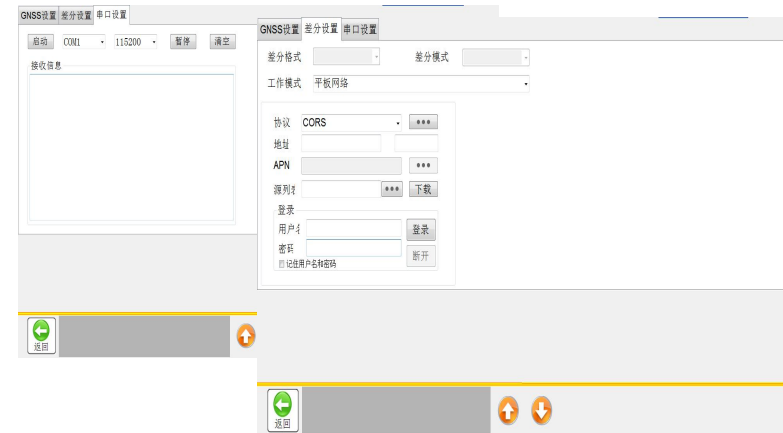 GNSS设置 差分设置 串口设置
启动 COM1 115200 暂停 清空
接收信息
返回
GNSS设置 差分设置 串口设置
差分格式 差分模式
工作模式 平板网络
协议 CORS
地址
APN
源列表 下载
登录
用户名 登录
密码 断开
记住用户名和密码
返回